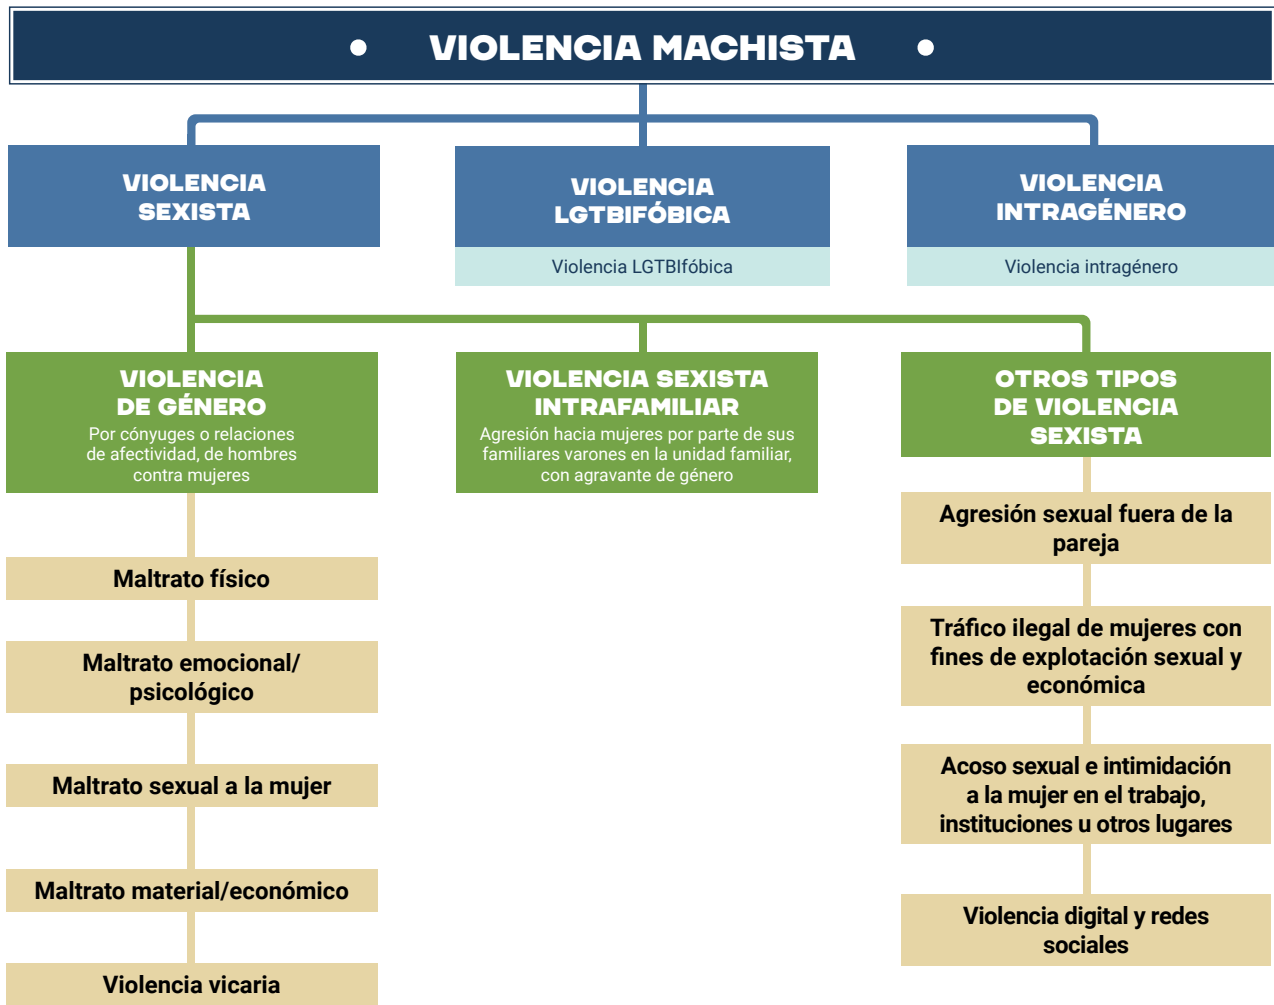 VIOLENCIA MACHISTA
VIOLENCIA
SEXISTA
VIOLENCIA
LGTBIFÓBICA
Violencia LGTBIfóbica
VIOLENCIA
INTRAGÉNERO
Violencia intragénero
VIOLENCIA
DE GÉNERO
Por cónyuges o relaciones
de afectividad, de hombres
contra mujeres
Maltrato físico
Maltrato emocional/
psicológico
Maltrato sexual a la mujer
Maltrato material/económico
Violencia vicaria
VIOLENCIA SEXISTA
INTRAFAMILIAR
Agresión hacia mujeres por parte de sus
familiares varones en la unidad familiar,
con agravante de género
OTROS TIPOS
DE VIOLENCIA
SEXISTA
Agresión sexual fuera de la
pareja
Tráfico ilegal de mujeres con
fines de explotación sexual y
económica
Acoso sexual e intimidación
a la mujer en el trabajo,
instituciones u otros lugares
Violencia digital y redes
sociales